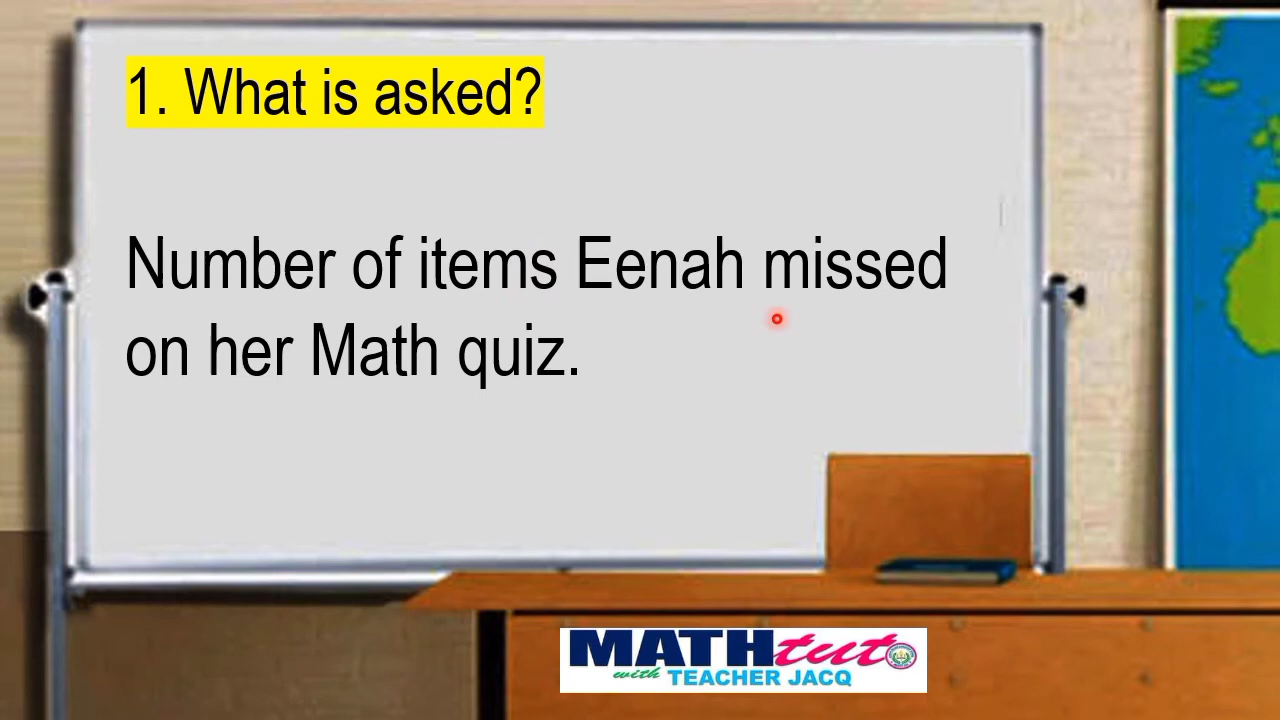 1. What is asked?
Number of items Eenah missed
on her Math quiz.
MATHtuto
with TEACHER JACQ